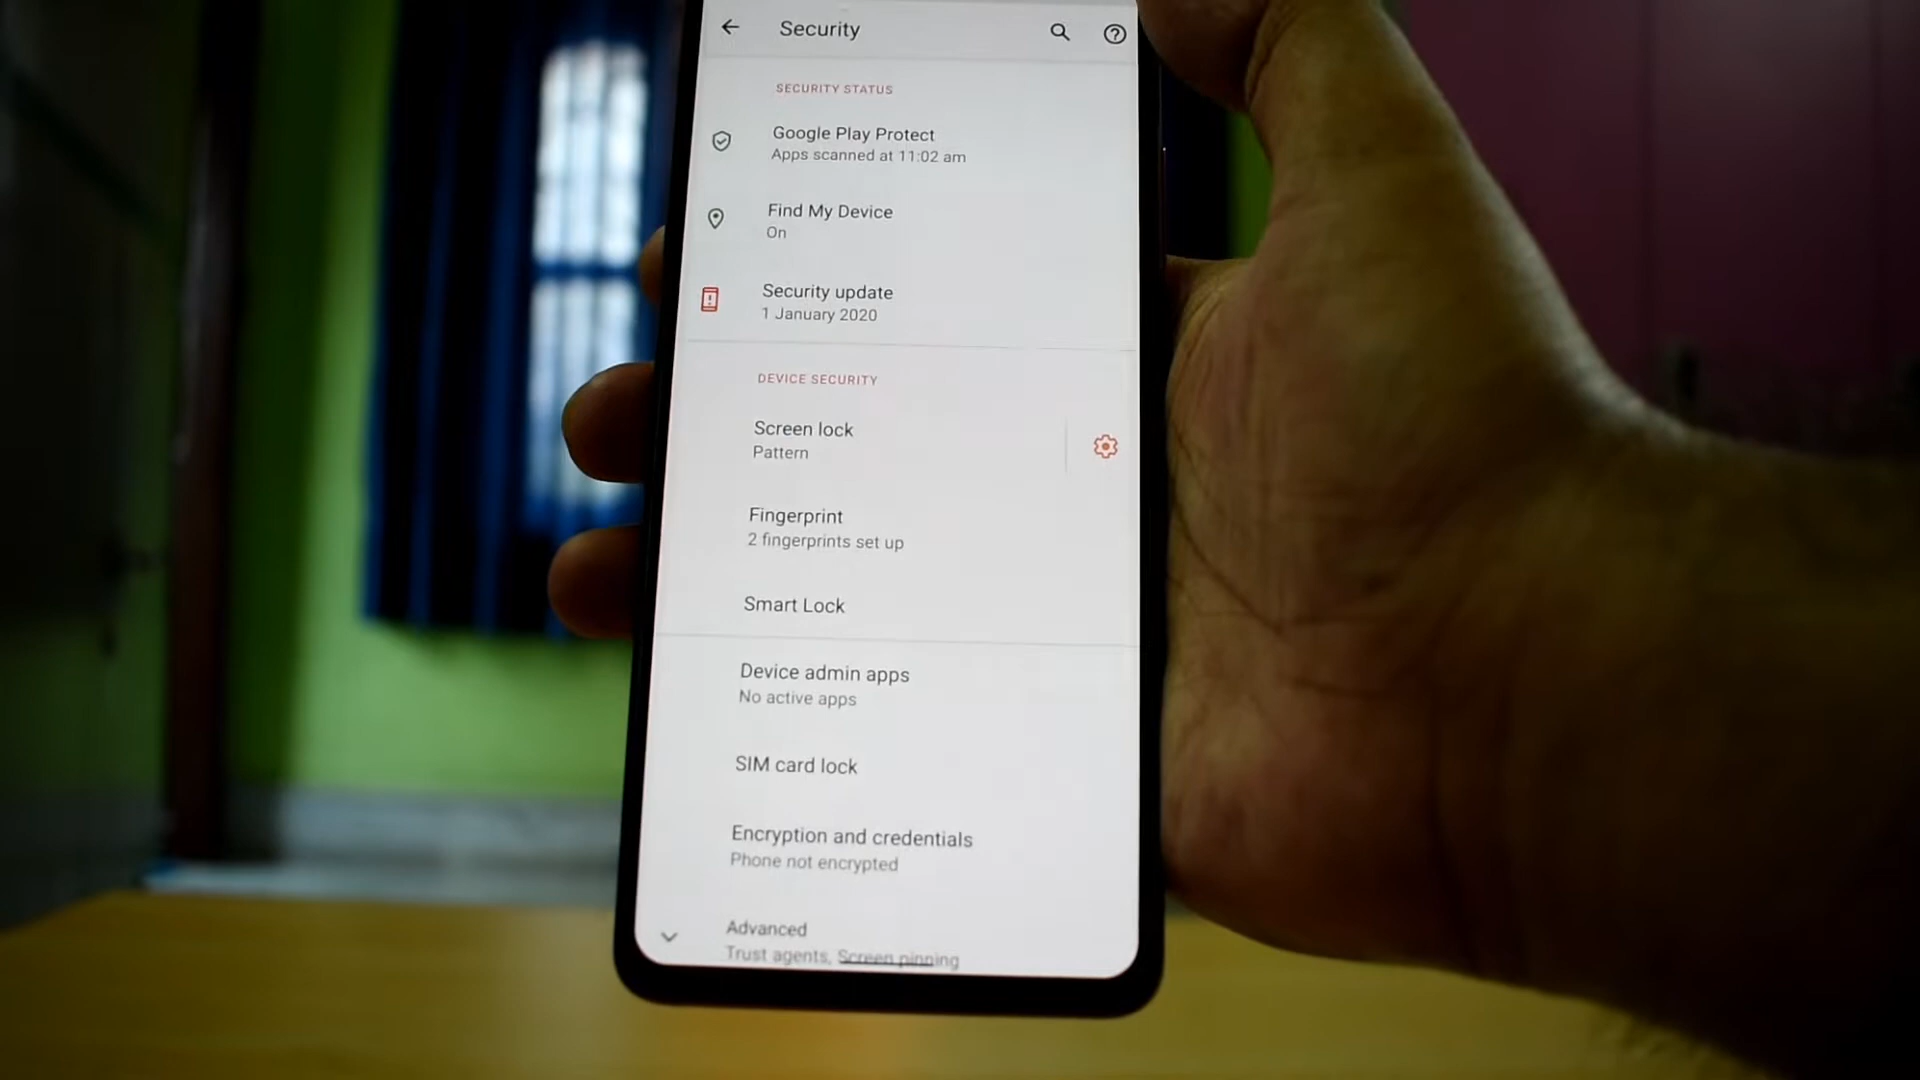 Security
SECURITY STATUS
Google Play Protect
Apps scanned at 11:02 am
Find My Device
On
Security update
1 January 2020
DEVICE SECURITY
Screen lock
Pattern
Fingerprint
2 fingerprints set up
Smart Lock
Device admin apps
No active apps
SIM card lock
Encryption and credentials
Phone not encrypted
Advanced
Trust agents, Screen pinning